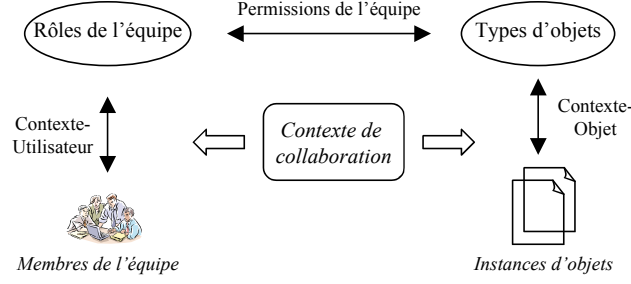 Permissions de l'équipe
Rôles de l'équipe
Types d'objets
Contexte-
Utilisateur
Contexte de
collaboration
Contexte-
Objet
Membres de l'équipe
Instances d'objets